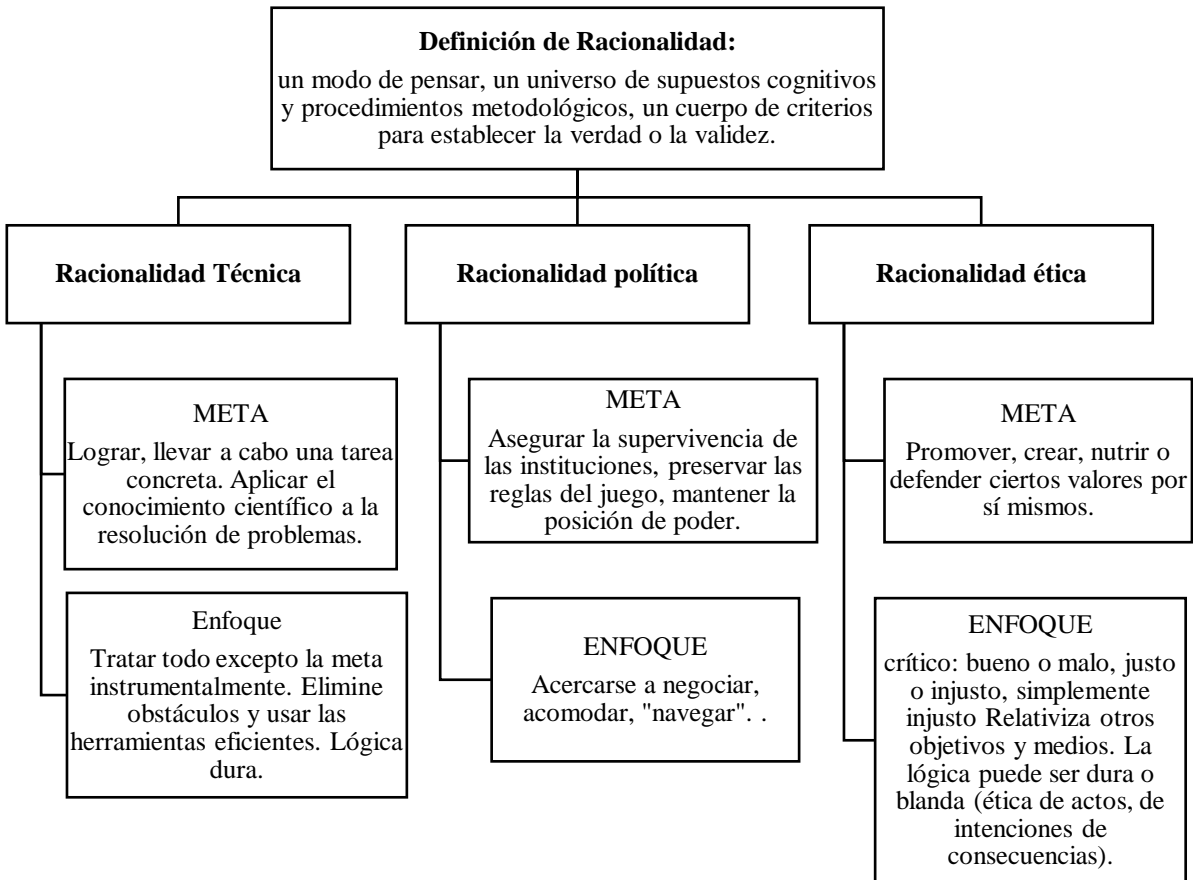 Definición de Racionalidad:
un modo de pensar, un universo de supuestos cognitivos
y procedimientos metodológicos, un cuerpo de criterios
para establecer la verdad o la validez.
Racionalidad Técnica
META
Lograr, llevar a cabo una tarea
concreta. Aplicar el
conocimiento científico a la
resolución de problemas.
Enfoque
Tratar todo excepto la meta
instrumentalmente. Elimine
obstáculos y usar las
herramientas eficientes. Lógica
dura.
Racionalidad política
META
Asegurar la supervivencia de
las instituciones, preservar las
reglas del juego, mantener la
posición de poder.
ENFOQUE
Acercarse a negociar,
acomodar, "navegar". .
Racionalidad ética
META
Promover, crear, nutrir o
defender ciertos valores por
sí mismos.
ENFOQUE
crítico: bueno o malo, justo
o injusto, simplemente
injusto Relativiza otros
objetivos y medios. La
lógica puede ser dura o
blanda (ética de actos, de
intenciones de
consecuencias).